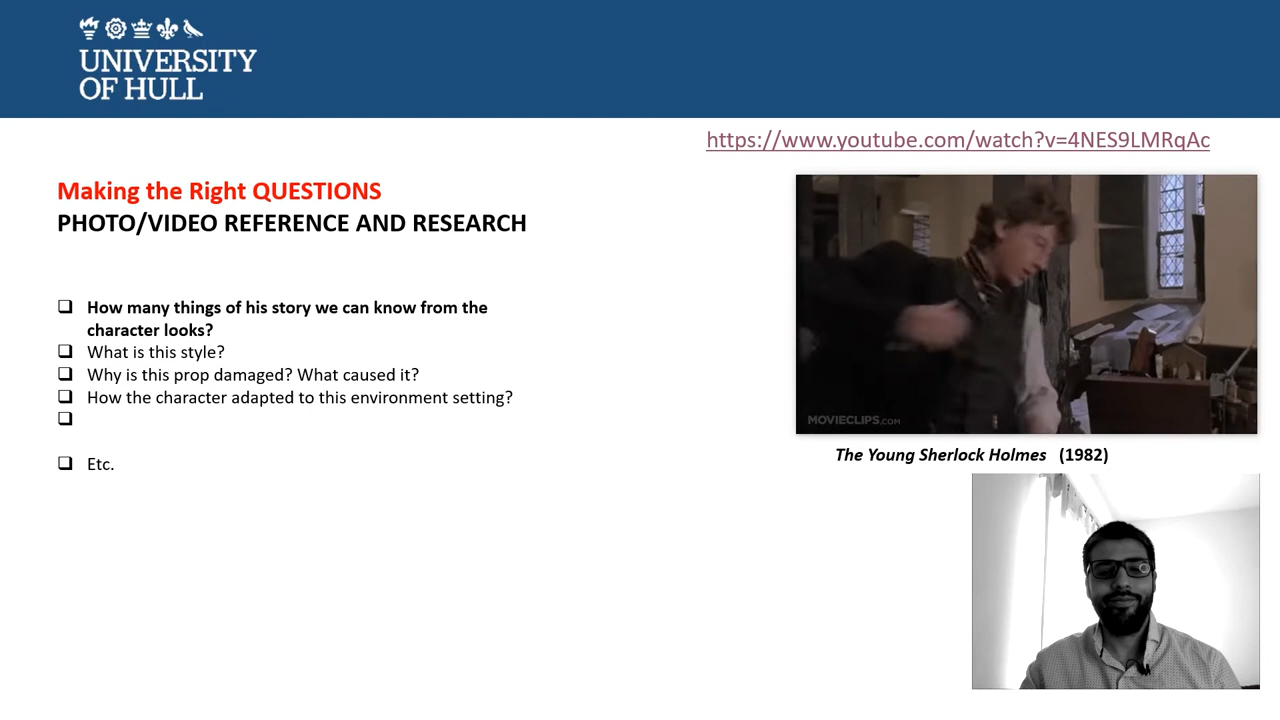 UNIVERSITY
OF HULL
https://www.youtube.com/watch?v=4NES9LMRqAc
Making the Right QUESTIONS
PHOTO/VIDEO REFERENCE AND RESEARCH
How many things of his story we can know from the
character looks?
What is this style?
Why is this prop damaged? What caused it?
How the character adapted to this environment setting?
Etc.
MOVIECLIPS.COM
The Young Sherlock Holmes (1982)